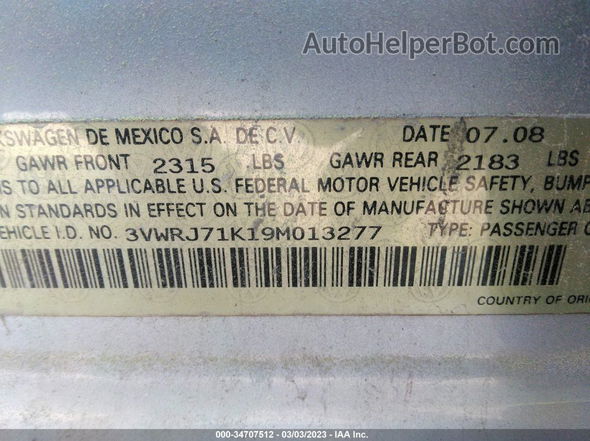 AutoHelperBot.com
KSWAGEN DE MEXICO S.A. DE C.V. DATE 07.08
GAWR FRONT 2315 LBS GAWR REAR 2183 LBS
MS TO ALL APPLICABLE U.S. FEDERAL MOTOR VEHICLE SAFETY, BUMP
N STANDARDS IN EFFECT ON THE DATE OF MANUFACTURE SHOWN AB
VEHICLE I.D. NO. 3VWRJ71K19M013277 TYPE: PASSENGER C
COUNTRY OF ORI
000-34707512 - 03/03/2023 - IAA Inc.